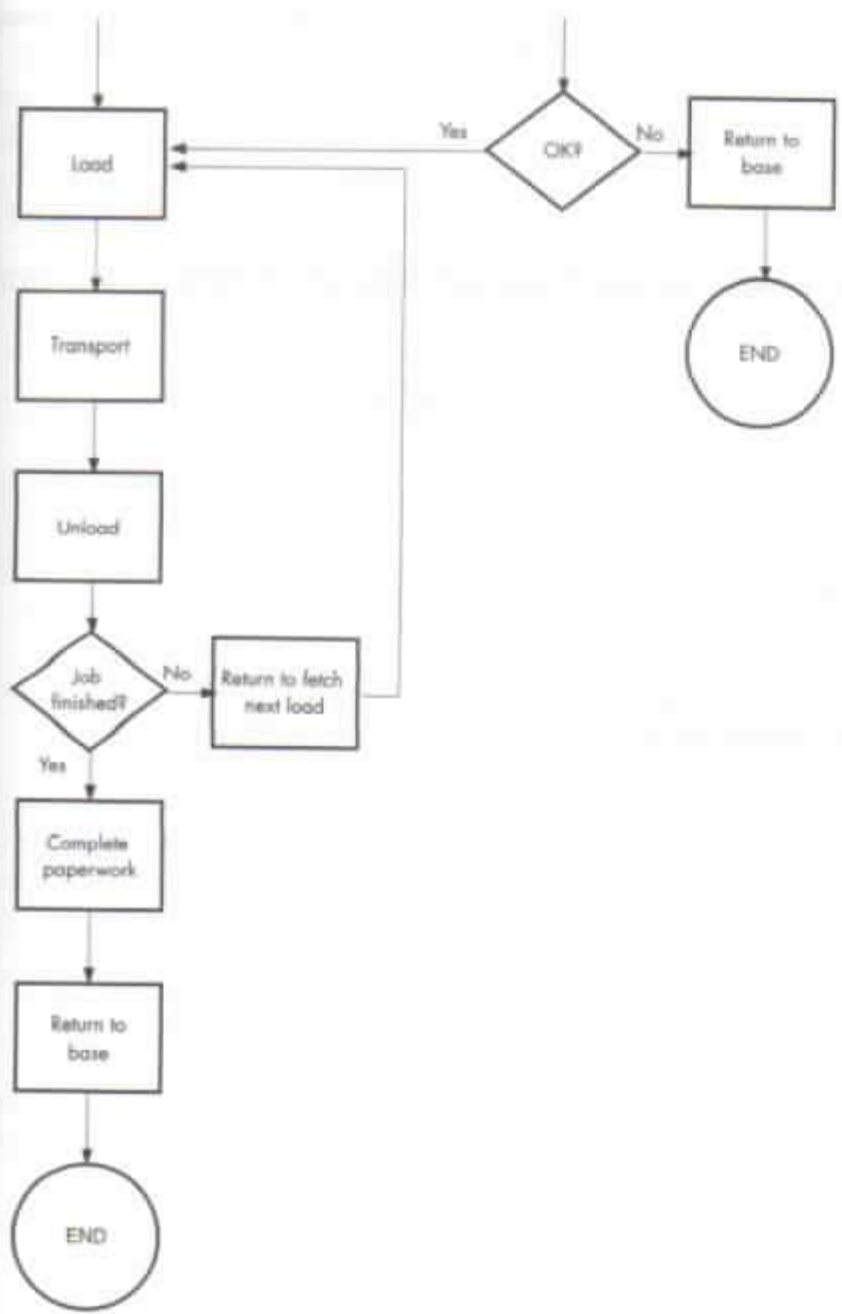 Yes
OK?
No
Return to
base
Load
Transport
END
Unload
Job
finished?
No
Return to fetch
next load
Yes
Complete
paperwork
Return to
base
END